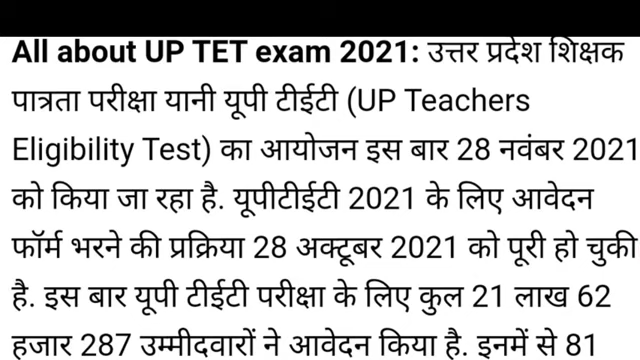 All about UP TET exam 2021: उत्तर प्रदेश शिक्षक
पात्रता परीक्षा यानी यूपी टीईटी (UP Teachers
Eligibility Test) का आयोजन इस बार 28 नवंबर 2021
को किया जा रहा है. यूपीटीईटी 2021 के लिए आवेदन
फॉर्म भरने की प्रक्रिया 28 अक्टूबर 2021 को पूरी हो चुकी
है. इस बार यूपी टीईटी परीक्षा के लिए कुल 21 लाख 62
हजार 287 उम्मीदवारों ने आवेदन किया है. इनमें से 81